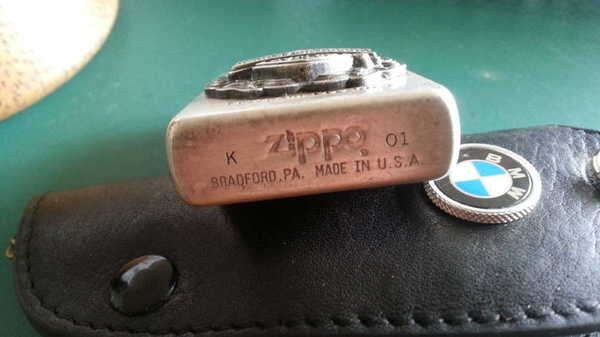 K zippo 01
BRADFORD, PA. MADE IN U.S.A.
BMW